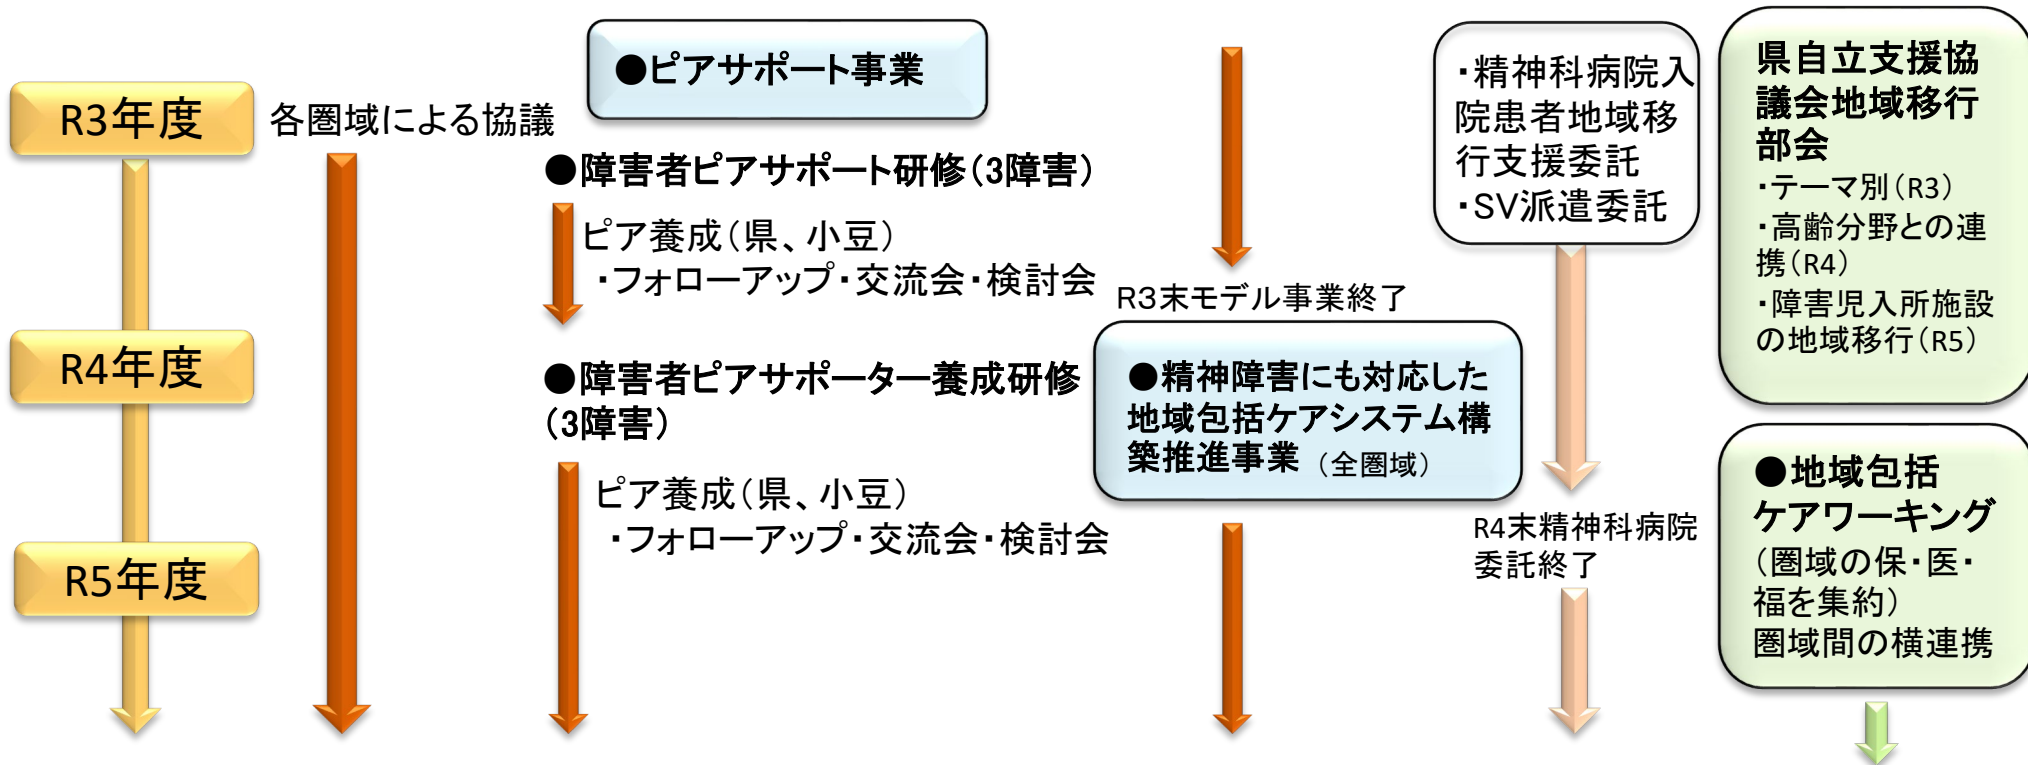 R3年度
R4年度
R5年度
各圏域による協議
●ピアサポート事業
●障害者ピアサポート研修(3障害)
ピア養成(県、小豆)
・フォローアップ・交流会・検討会
●障害者ピアサポーター養成研修
(3障害)
ピア養成(県、小豆)
・フォローアップ・交流会・検討会
R3末モデル事業終了
●精神障害にも対応した
地域包括ケアシステム構
築推進事業(全圏域)
・精神科病院入
院患者地域移
行支援委託
・SV派遣委託
R4末精神科病院
委託終了
県自立支援協
議会地域移行
部会
・テーマ別(R3)
・高齢分野との連
携(R4)
・障害児入所施設
の地域移行(R5)
●地域包括
ケアワーキング
(圏域の保・医・
福を集約)
圏域間の横連携